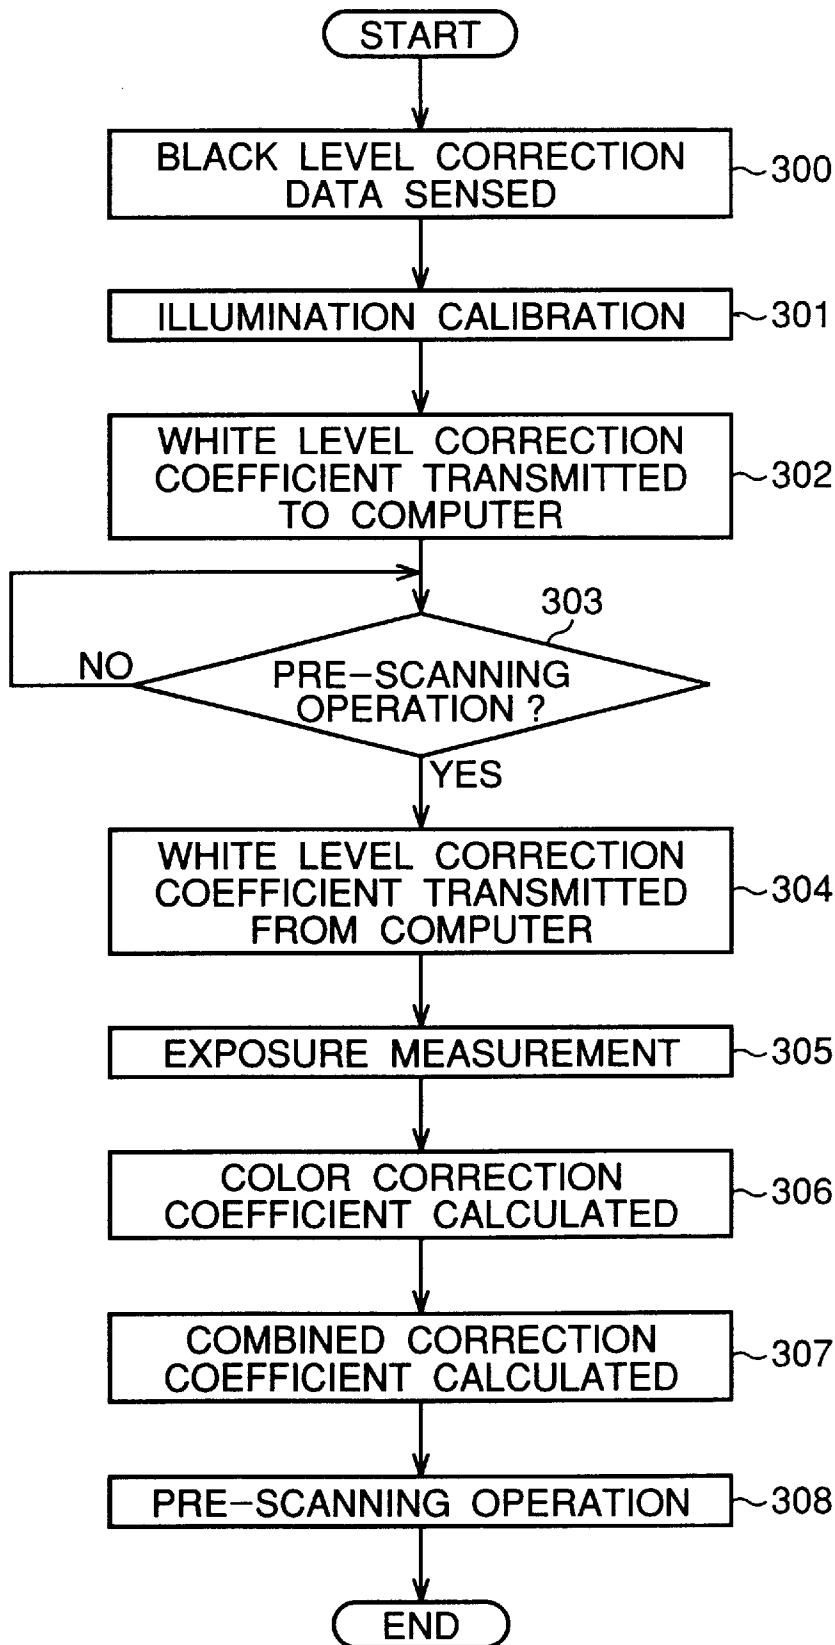 START
BLACK LEVEL CORRECTION
DATA SENSED
300
ILLUMINATION CALIBRATION
301
WHITE LEVEL CORRECTION
COEFFICIENT TRANSMITTED
TO COMPUTER
302
303
NO
PRE-SCANNING
OPERATION ?
YES
WHITE LEVEL CORRECTION
COEFFICIENT TRANSMITTED
FROM COMPUTER
304
EXPOSURE MEASUREMENT
305
COLOR CORRECTION
COEFFICIENT CALCULATED
306
COMBINED CORRECTION
COEFFICIENT CALCULATED
307
PRE-SCANNING OPERATION
308
END